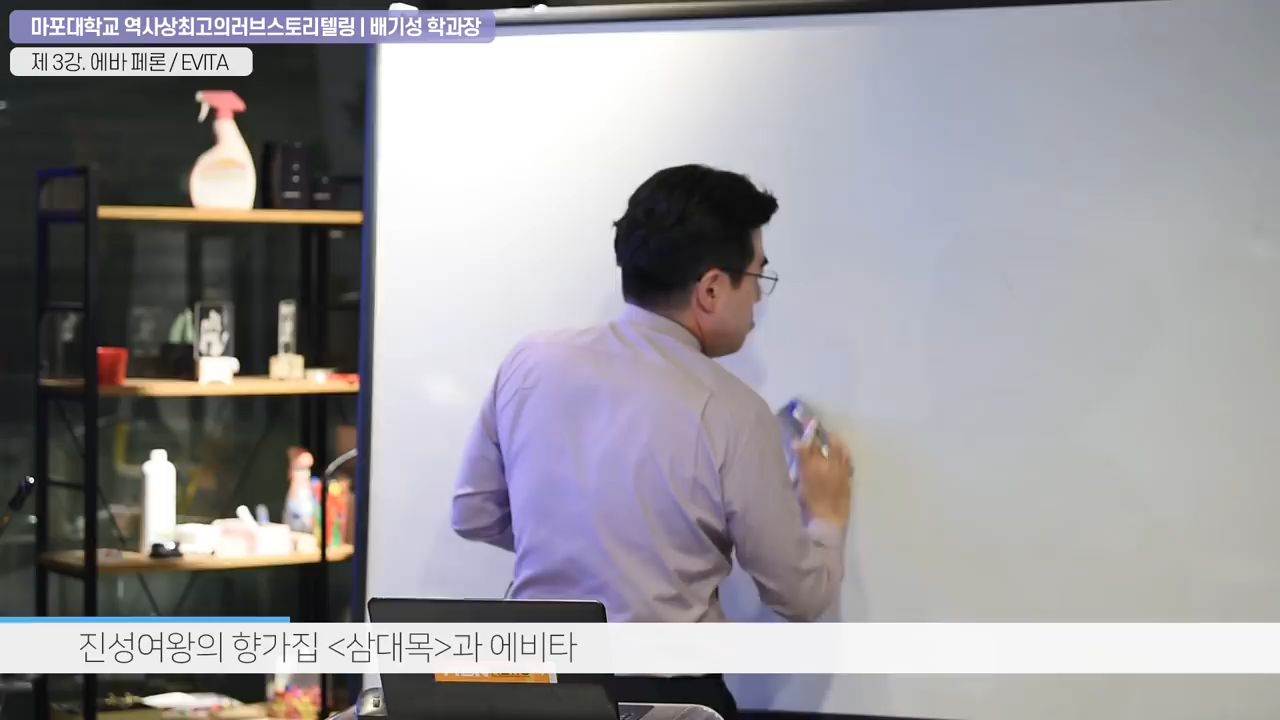 마포대학교 역사상최고의러브스토리텔링 | 배기성 학과장
제 3강. 에바 페론 / EVITA
진성여왕의 향가집 <삼대목>과 에비타